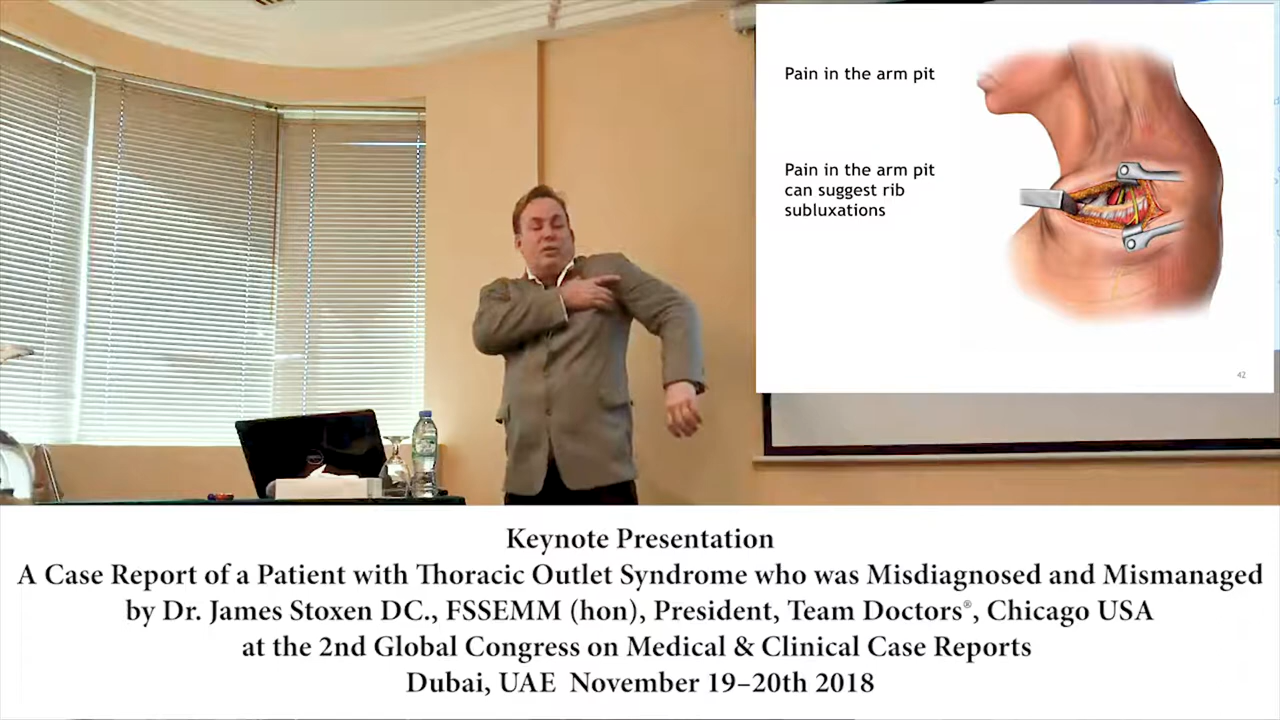 Pain in the arm pit
Pain in the arm pit
can suggest rib
subluxations
42
Keynote Presentation
A Case Report of a Patient with Thoracic Outlet Syndrome who was Misdiagnosed and Mismanaged
by Dr. James Stoxen DC., FSSEMM (hon), President, Team Doctors®, Chicago USA
at the 2nd Global Congress on Medical & Clinical Case Reports
Dubai, UAE November 19–20th 2018